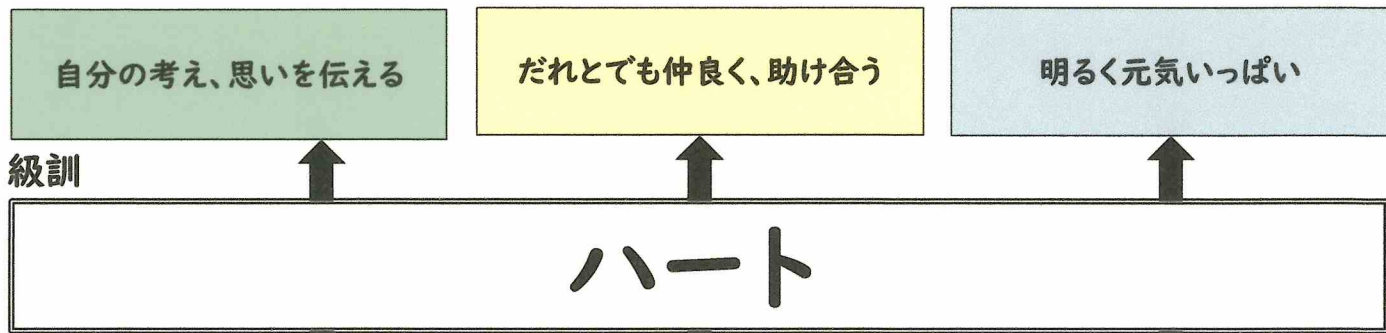 自分の考え、思いを伝える
だれとでも仲良く、助け合う
明るく元気いっぱい
級訓
ハート